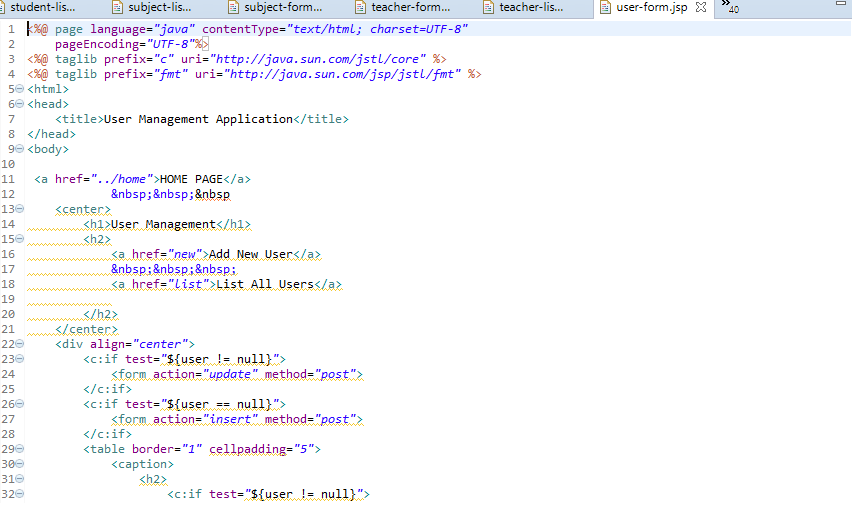 student-lis... subject-lis... subject-form... teacher-form... teacher-lis... user-form.jsp »40
1 <%@ page language="java" contentType="text/html; charset=UTF-8"
2 pageEncoding="UTF-8"%>
3 <%@ taglib prefix="c" uri="http://java.sun.com/jstl/core" %>
4 <%@ taglib prefix="fmt" uri="http://java.sun.com/jsp/jstl/fmt" %>
5 <html>
6 <head>
7 <title>User Management Application</title>
8 </head>
9 <body>
10
11 <a href="../home">HOME PAGE</a>
12 &nbsp;&nbsp;&nbsp
13 <center>
14 <h1>User Management</h1>
15 <h2>
16 <a href="new">Add New User</a>
17 &nbsp;&nbsp;&nbsp;
18 <a href="list">List All Users</a>
19
20 </h2>
21 </center>
22 <div align="center">
23 <c:if test="${user != null}">
24 <form action="update" method="post">
25 </c:if>
26 <c:if test="${user == null}">
27 <form action="insert" method="post">
28 </c:if>
29 <table border="1" cellpadding="5">
30 <caption>
31 <h2>
32 <c:if test="${user != null}">